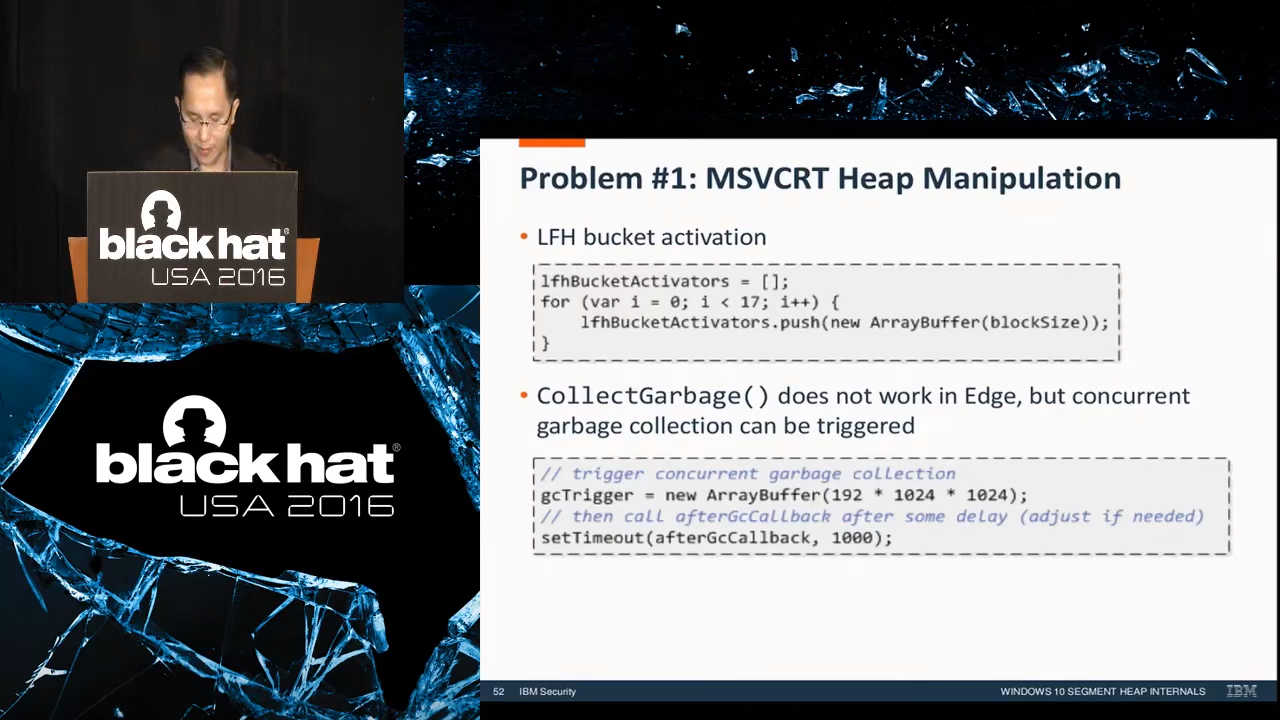 black hat®
USA 2016
black hat®
USA 2016
Problem #1: MSVCRT Heap Manipulation
• LFH bucket activation
lfhBucketActivators = [];
for (var i = 0; i < 17; i++) {
lfhBucketActivators.push(new ArrayBuffer(blockSize));
}
• CollectGarbage() does not work in Edge, but concurrent
garbage collection can be triggered
// trigger concurrent garbage collection
gcTrigger = new ArrayBuffer(192 * 1024 * 1024);
// then call afterGcCallback after some delay (adjust if needed)
setTimeout(afterGcCallback, 1000);
52 IBM Security
WINDOWS 10 SEGMENT HEAP INTERNALS IBM